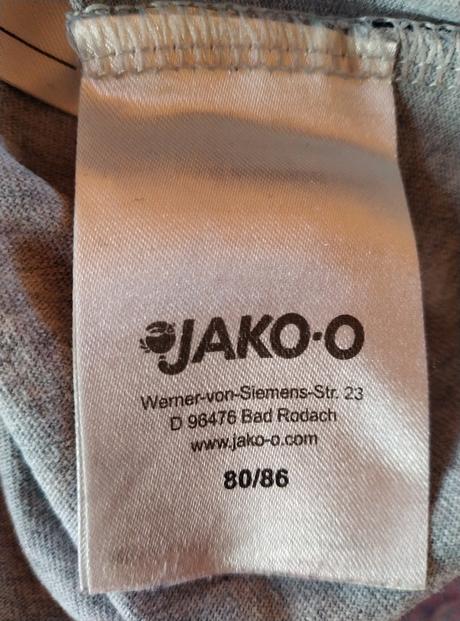 JAKO-O
Werner-von-Siemens-Str. 23
D 96476 Bad Rodach
www.jako-o.com
80/86